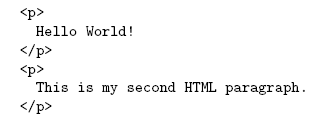 <p>
  Hello World!
</p>
<p>
  This is my second HTML paragraph.
</p>